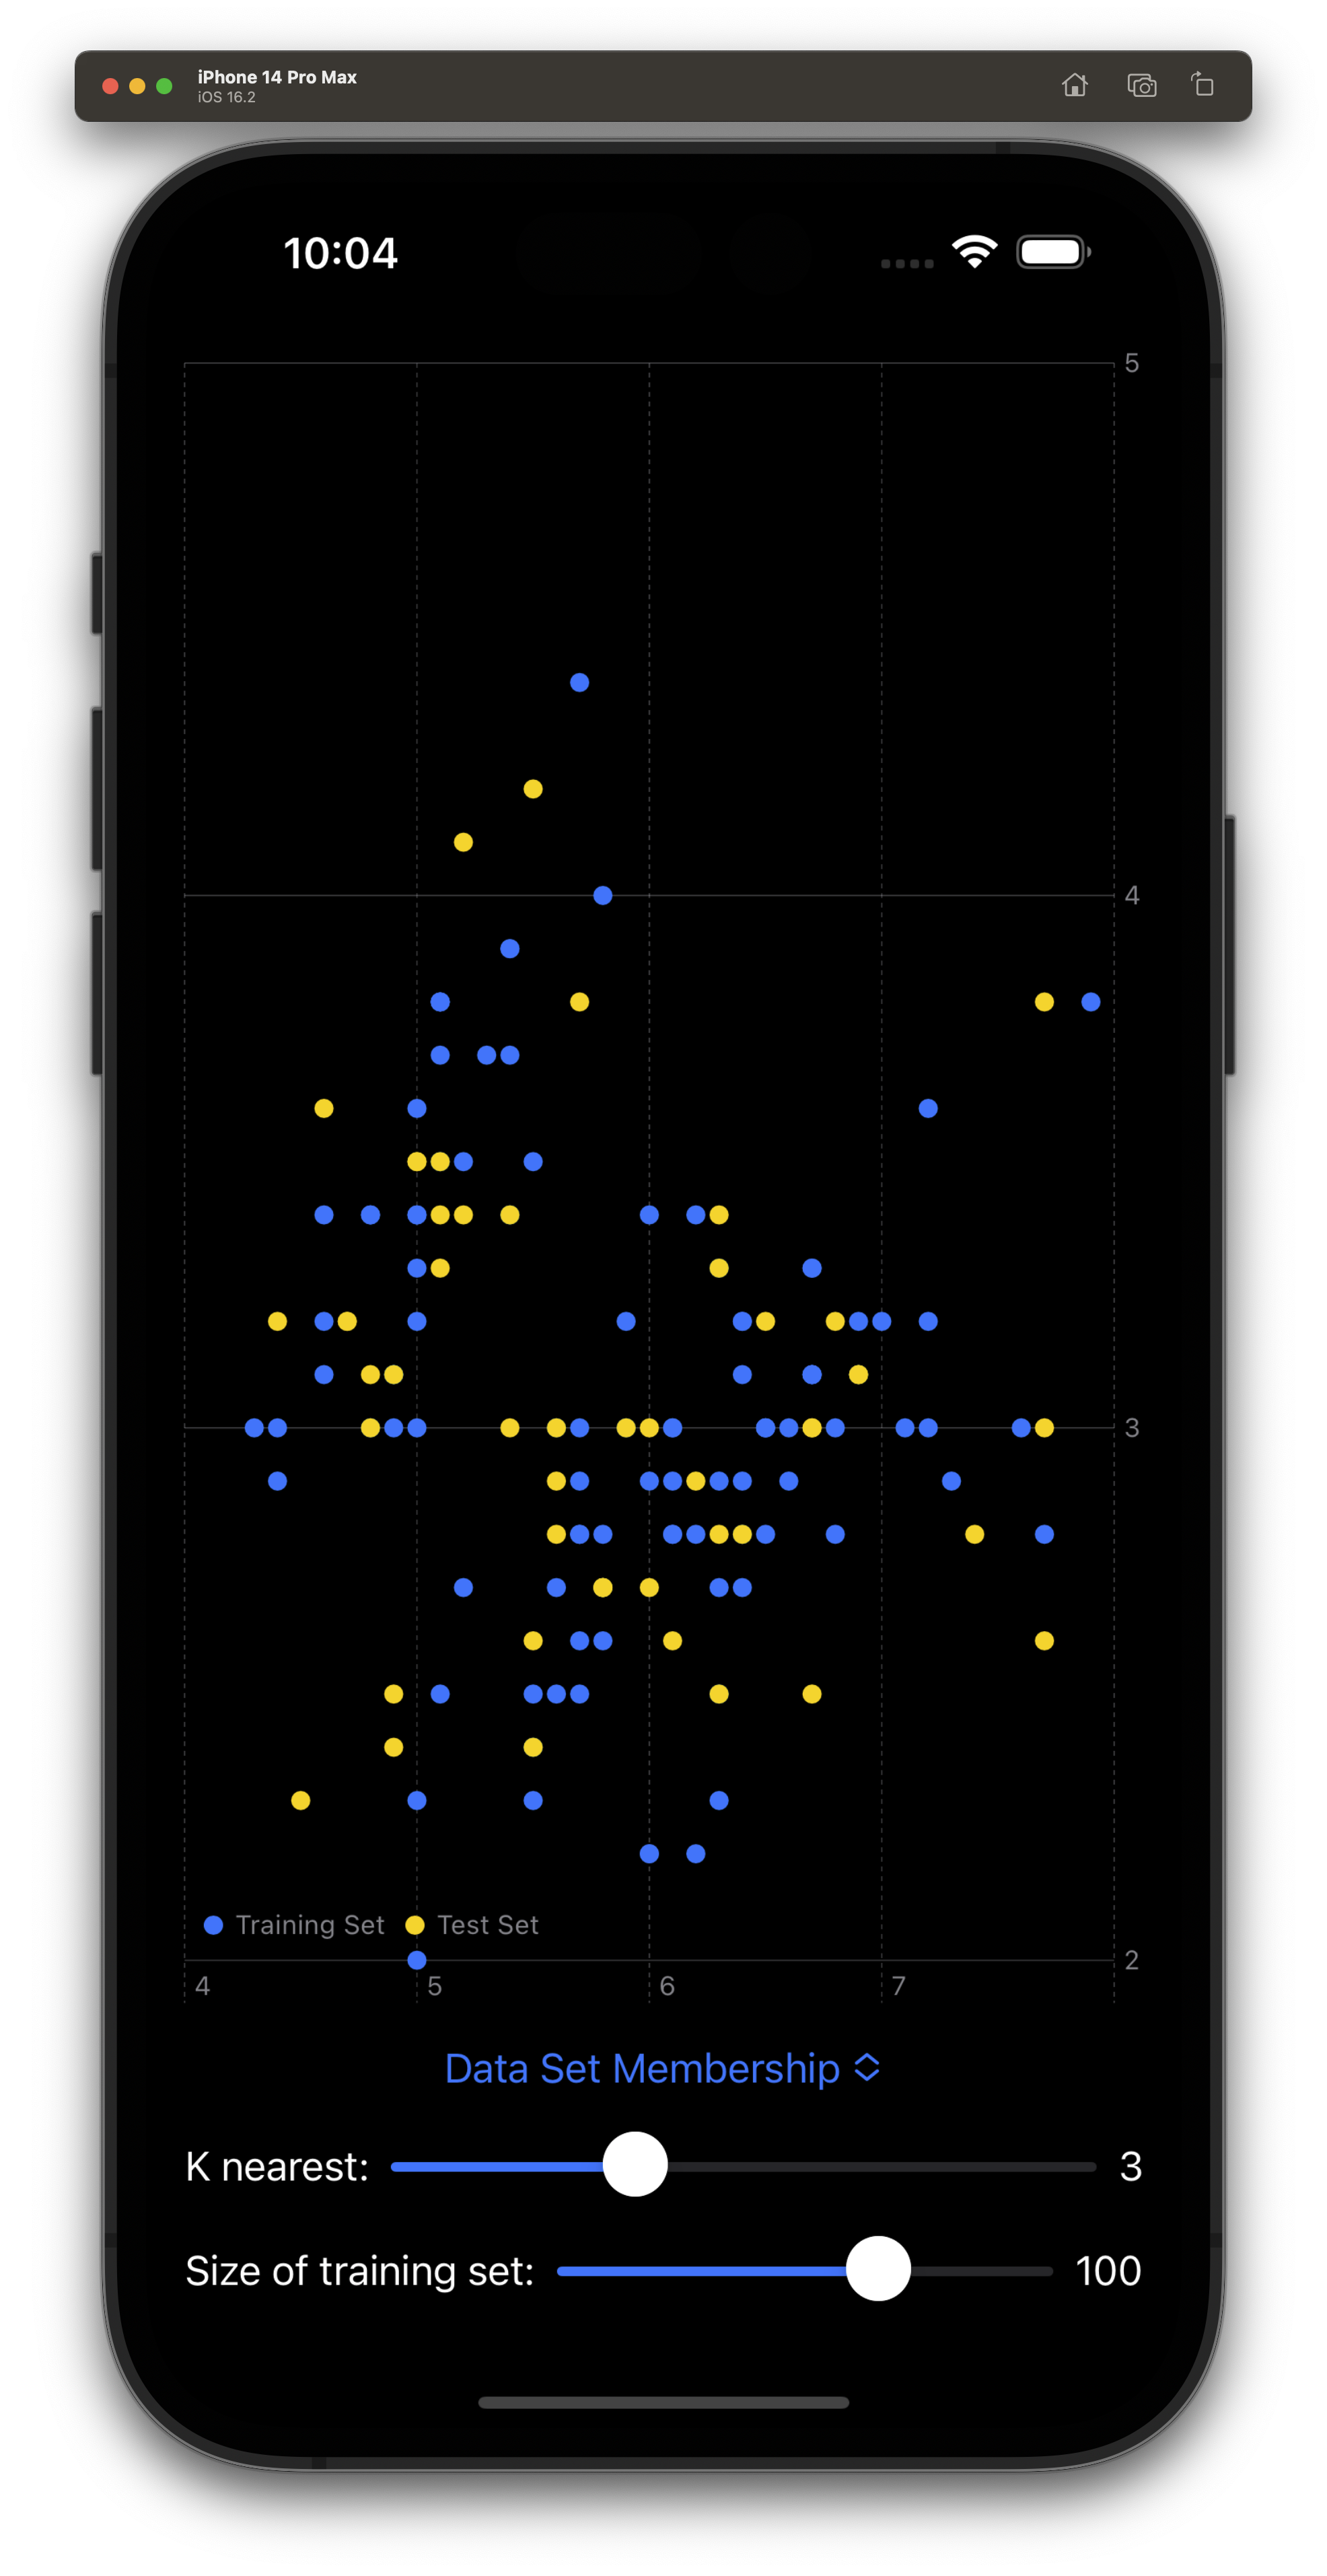 iPhone 14 Pro Max
iOS 16.2
10:04
5
4
3
Training Set Test Set
2
4 5 6 7
Data Set Membership
K nearest: 3
Size of training set: 100